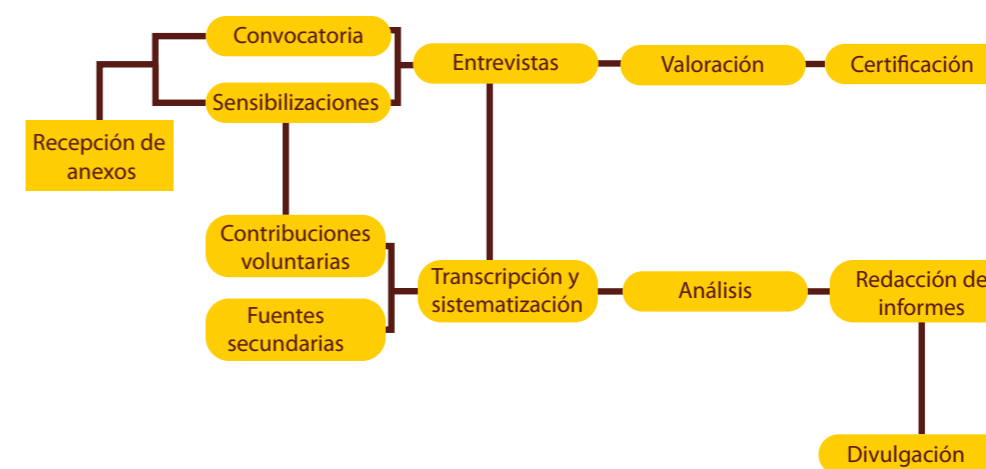 Convocatoria
Entrevistas
Valoración
Certificación
Sensibilizaciones
Recepción de
anexos
Contribuciones
voluntarias
Transcripción y
sistematización
Análisis
Redacción de
informes
Fuentes
secundarias
Divulgación